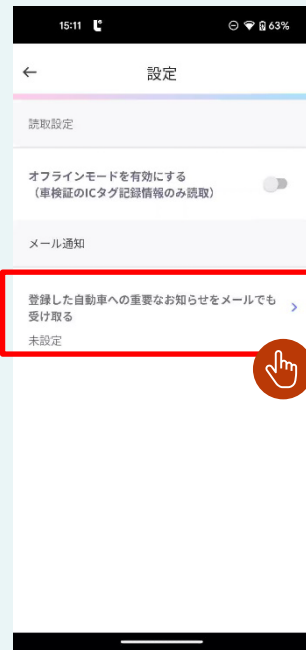 15:11
63%
設定
読取設定
オフラインモードを有効にする
（車検証のICタグ記録情報のみ読取）
メール通知
登録した自動車への重要なお知らせをメールでも
受け取る
未設定